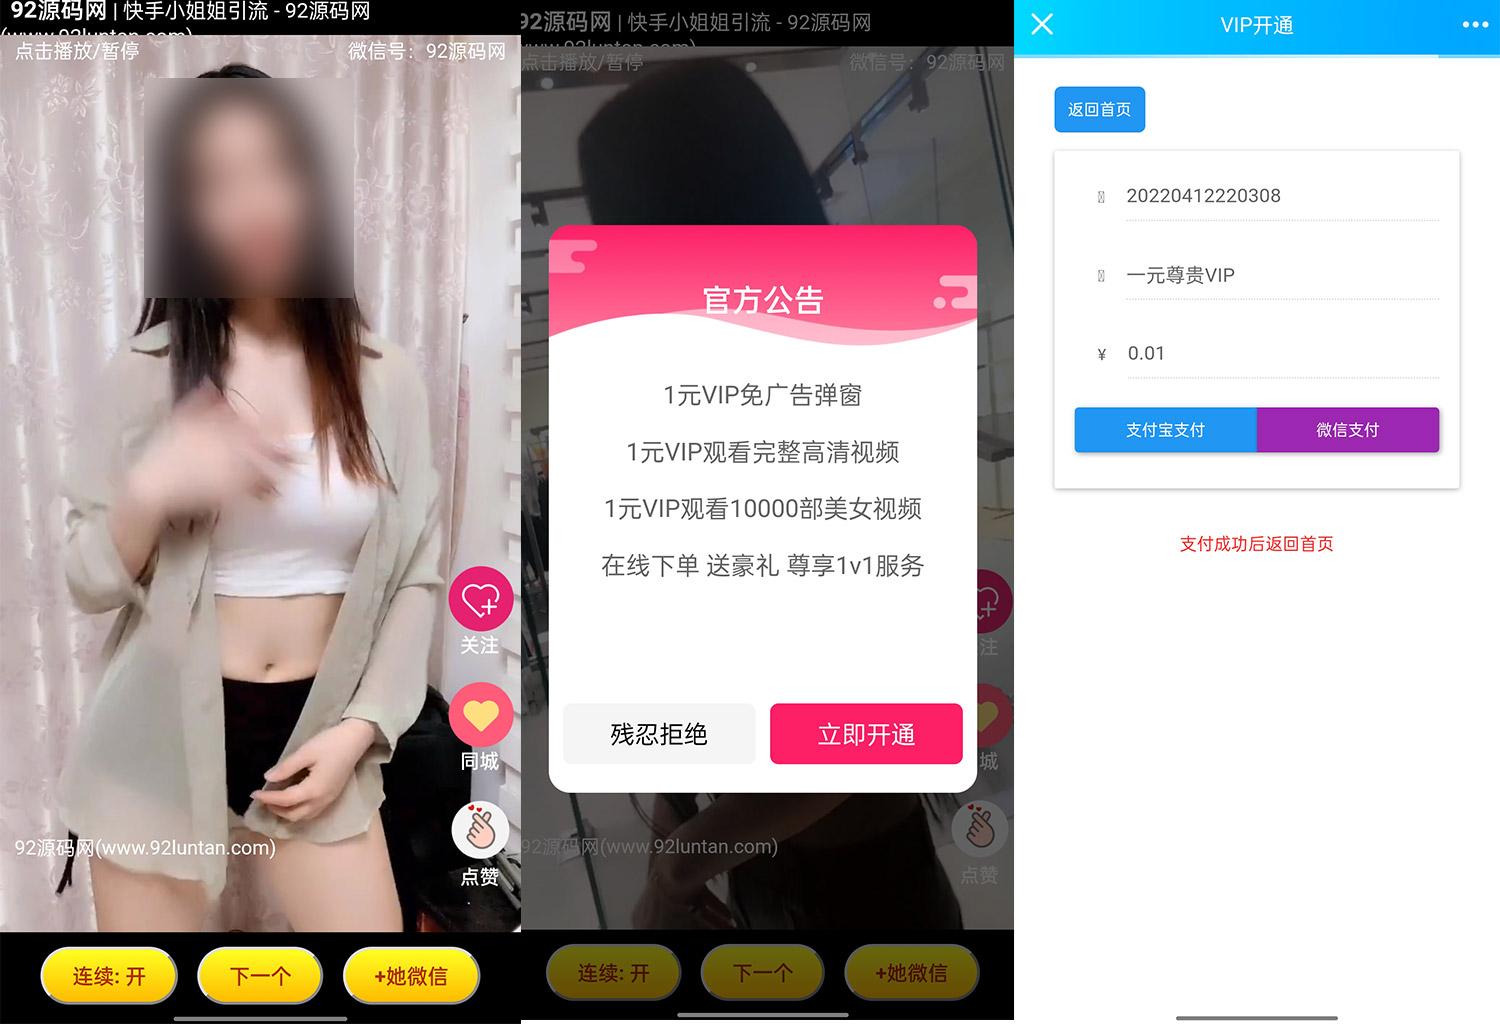 92源码网 | 快手小姐姐引流 - 92源码网
(www.92luntan.com)
点击播放/暂停
微信号：92源码网
关注
同城
点赞
92源码网(www.92luntan.com)
连续: 开
下一个
+她微信
92源码网 | 快手小姐姐引流 - 92源码网
(www.92luntan.com)
点击播放/暂停
微信号：92源码网
官方公告
1元VIP免广告弹窗
1元VIP观看完整高清视频
1元VIP观看10000部美女视频
在线下单 送豪礼 尊享1v1服务
残忍拒绝
立即开通
注
城
点赞
92源码网(www.92luntan.com)
连续: 开
下一个
+她微信
VIP开通
返回首页
20220412220308
一元尊贵VIP
¥ 0.01
支付宝支付
微信支付
支付成功后返回首页